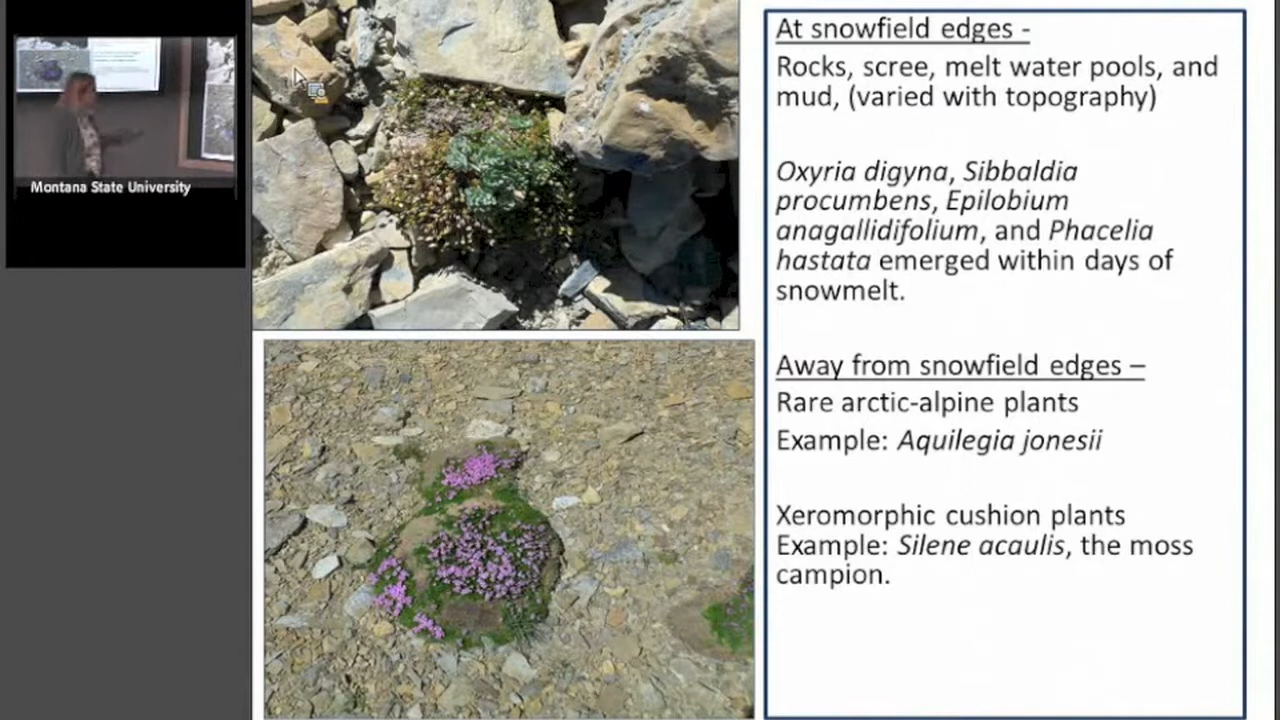 Montana State University
At snowfield edges -
Rocks, scree, melt water pools, and
mud, (varied with topography)
Oxyria digyna, Sibbaldia
procumbens, Epilobium
anagallidifolium, and Phacelia
hastata emerged within days of
snowmelt.
Away from snowfield edges –
Rare arctic-alpine plants
Example: Aquilegia jonesii
Xeromorphic cushion plants
Example: Silene acaulis, the moss
campion.